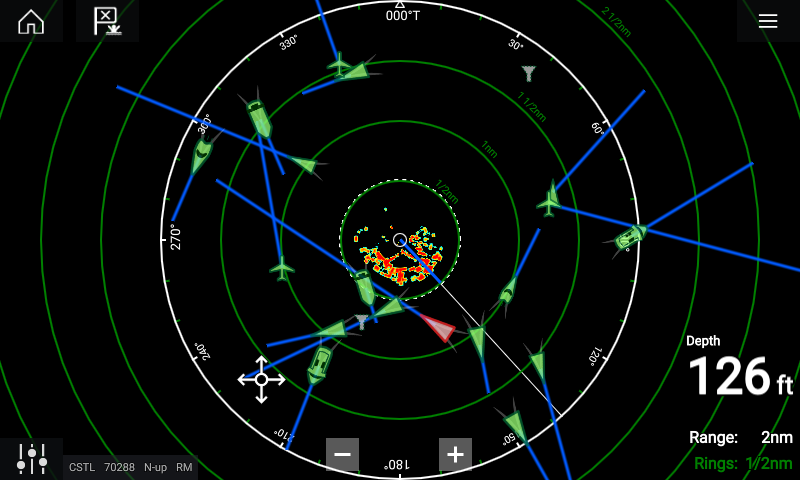 000°T
330°
30°
300°
60°
270°
240°
120°
210°
50°
180°
2 1/2nm
1 1/2nm
1nm
1/2nm
Depth
126 ft
Range: 2nm
Rings: 1/2nm
CSTL 70288 N-up RM